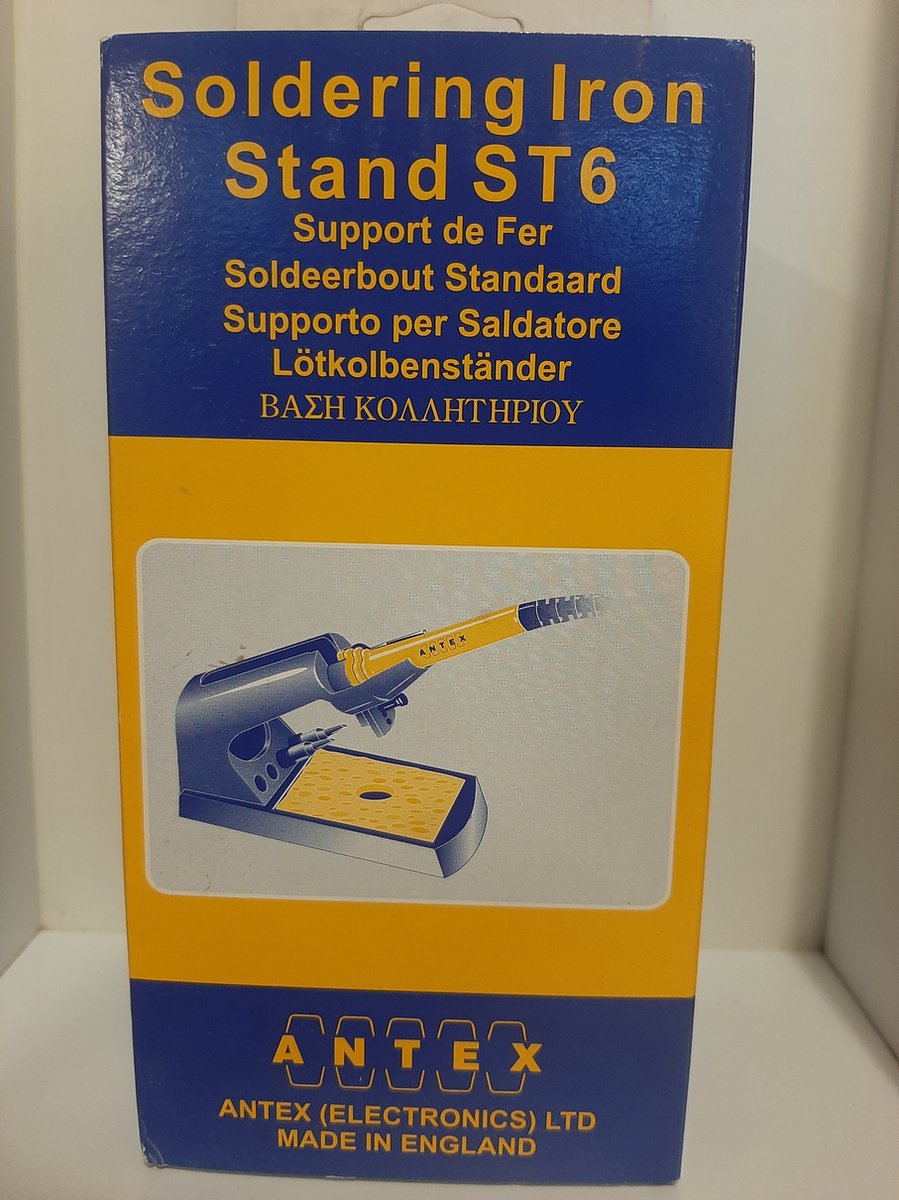 Soldering Iron
Stand ST6
Support de Fer
Soldeerbout Standaard
Supporto per Saldatore
Lötkolbenständer
ΒΑΣΗ ΚΟΛΛΗΤΗΡΙΟΥ
ANTEX
ANTEX
ANTEX (ELECTRONICS) LTD
MADE IN ENGLAND